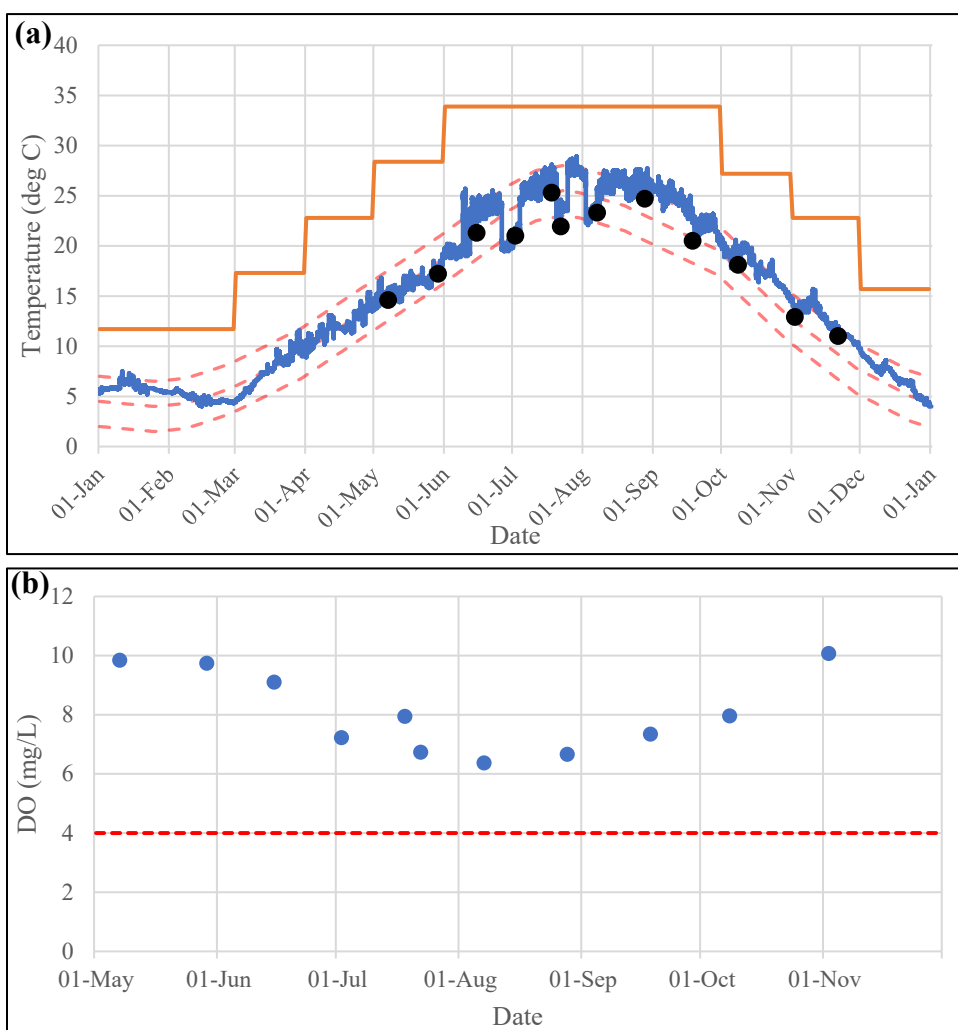 (a)
40
35
30
25
20
15
10
5
0
Temperature (deg C)
01-Jan 01-Feb 01-Mar 01-Apr 01-May 01-Jun 01-Jul 01-Aug 01-Sep 01-Oct 01-Nov 01-Dec 01-Jan
Date
(b)
12
10
8
6
4
2
0
DO (mg/L)
01-May 01-Jun 01-Jul 01-Aug 01-Sep 01-Oct 01-Nov
Date